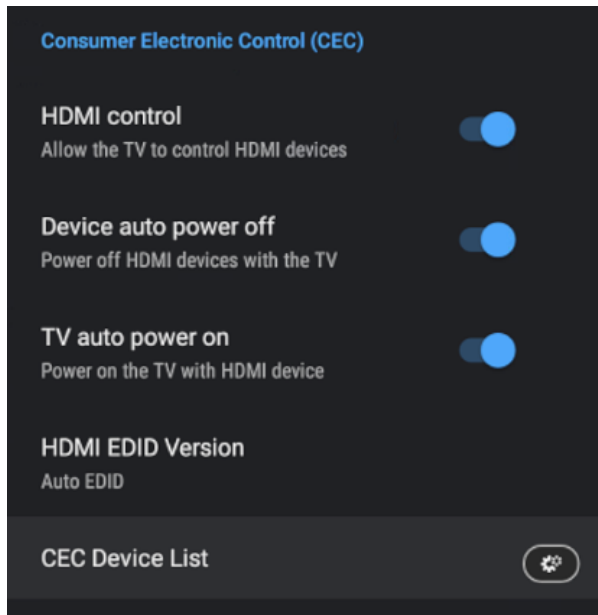 Consumer Electronic Control (CEC)
HDMI control
Allow the TV to control HDMI devices
Device auto power off
Power off HDMI devices with the TV
TV auto power on
Power on the TV with HDMI device
HDMI EDID Version
Auto EDID
CEC Device List